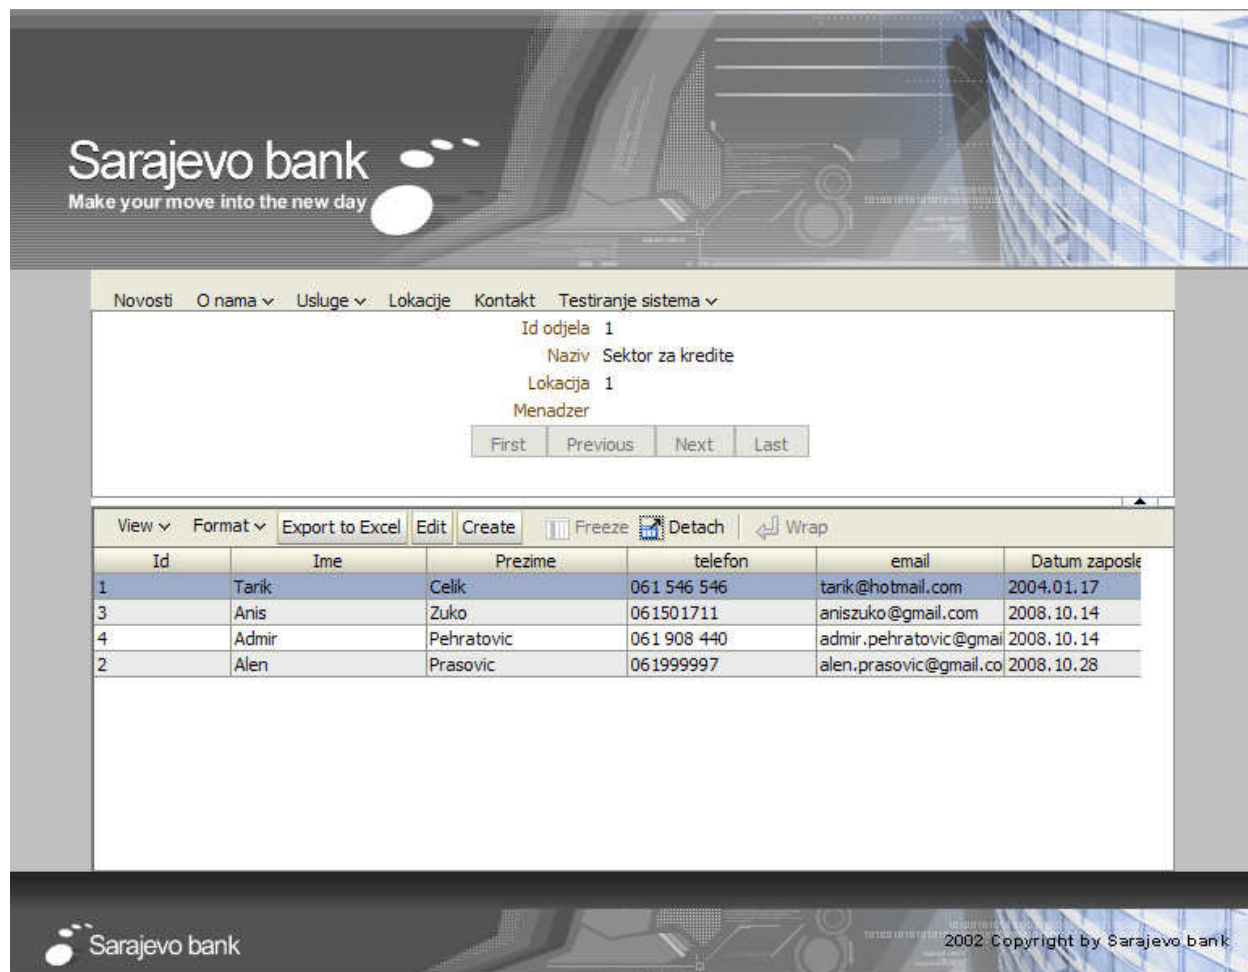 Sarajevo bank
Make your move into the new day
Novosti O nama Usluge Lokacije Kontakt Testiranje sistema
Id odjela 1
Naziv Sektor za kredite
Lokacija 1
Menadzer
First Previous Next Last
View Format Export to Excel Edit Create Freeze Detach Wrap
Id Ime Prezime telefon email Datum zaposle
1 Tarik Celik 061 546 546 tarik@hotmail.com 2004.01.17
3 Anis Zuko 061501711 aniszuko@gmail.com 2008.10.14
4 Admir Pehratovic 061 908 440 admir.pehratovic@gmai 2008.10.14
2 Alen Prasovic 061999997 alen.prasovic@gmail.co 2008.10.28
Sarajevo bank
2002 Copyright by Sarajevo bank